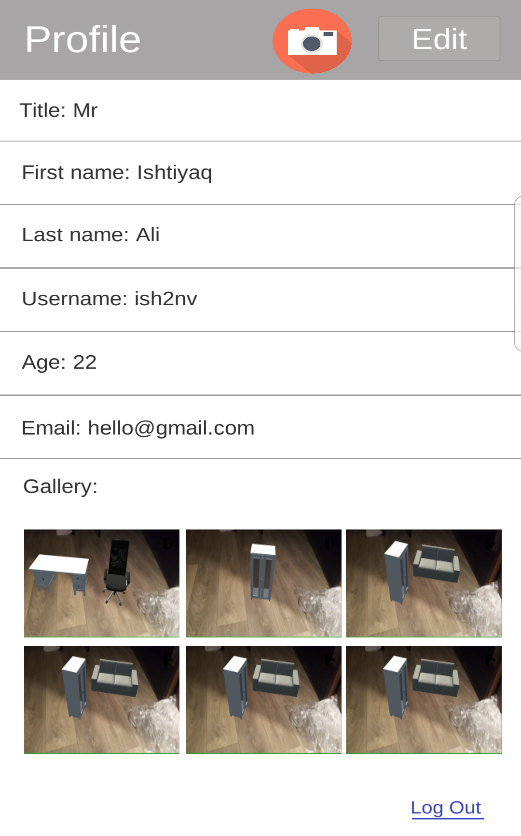 Profile
Edit
Title: Mr
First name: Ishtiyaq
Last name: Ali
Username: ish2nv
Age: 22
Email: hello@gmail.com
Gallery:
Log Out